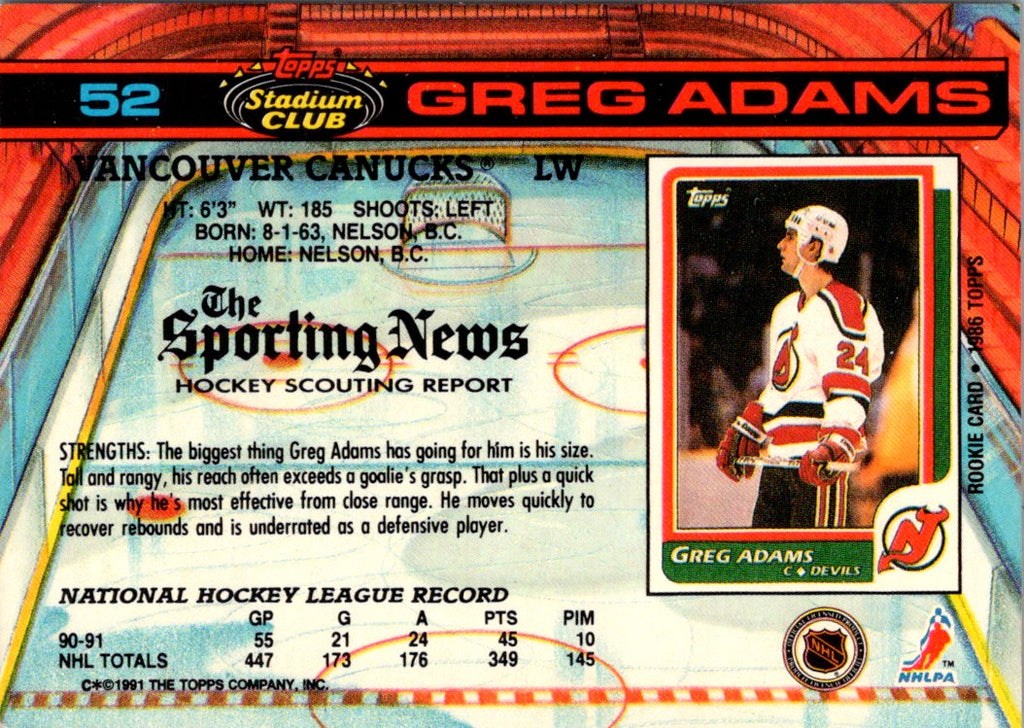 52
Topps
Stadium
CLUB
GREG ADAMS
VANCOUVER CANUCKS® LW
HT: 6'3" WT: 185 SHOOTS: LEFT
BORN: 8-1-63, NELSON, B.C.
HOME: NELSON, B.C.
The
Sporting News
HOCKEY SCOUTING REPORT
STRENGTHS: The biggest thing Greg Adams has going for him is his size.
Tall and rangy, his reach often exceeds a goalie's grasp. That plus a quick
shot is why he's most effective from close range. He moves quickly to
recover rebounds and is underrated as a defensive player.
NATIONAL HOCKEY LEAGUE RECORD
GP G A PTS PIM
90-91 55 21 24 45 10
NHL TOTALS 447 173 176 349 145
C*©1991 THE TOPPS COMPANY, INC.
Topps
24
GREG ADAMS
C ◆ DEVILS
NJ
ROOKIE CARD • 1986 TOPPS
NHL
NHLPA
TM